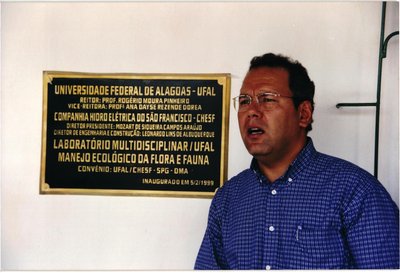 UNIVERSIDADE FEDERAL DE ALAGOAS - UFAL
REITOR: PROF. ROGÉRIO MOURA PINHEIRO
VICE-REITORA: PROFª ANA DAYSE REZENDE DOREA
COMPANHIA HIDRO ELÉTRICA DO SÃO FRANCISCO - CHESF
DIRETOR PRESIDENTE: MOZART DE SIQUEIRA CAMPOS ARAÚJO
DIRETOR DE ENGENHARIA E CONSTRUÇÃO: LEONARDO LINS DE ALBUQUERQUE
LABORATÓRIO MULTIDISCIPLINAR / UFAL
MANEJO ECOLÓGICO DA FLORA E FAUNA
CONVÊNIO: UFAL / CHESF - SPG - DMA
INAUGURADO EM 5/2/1999